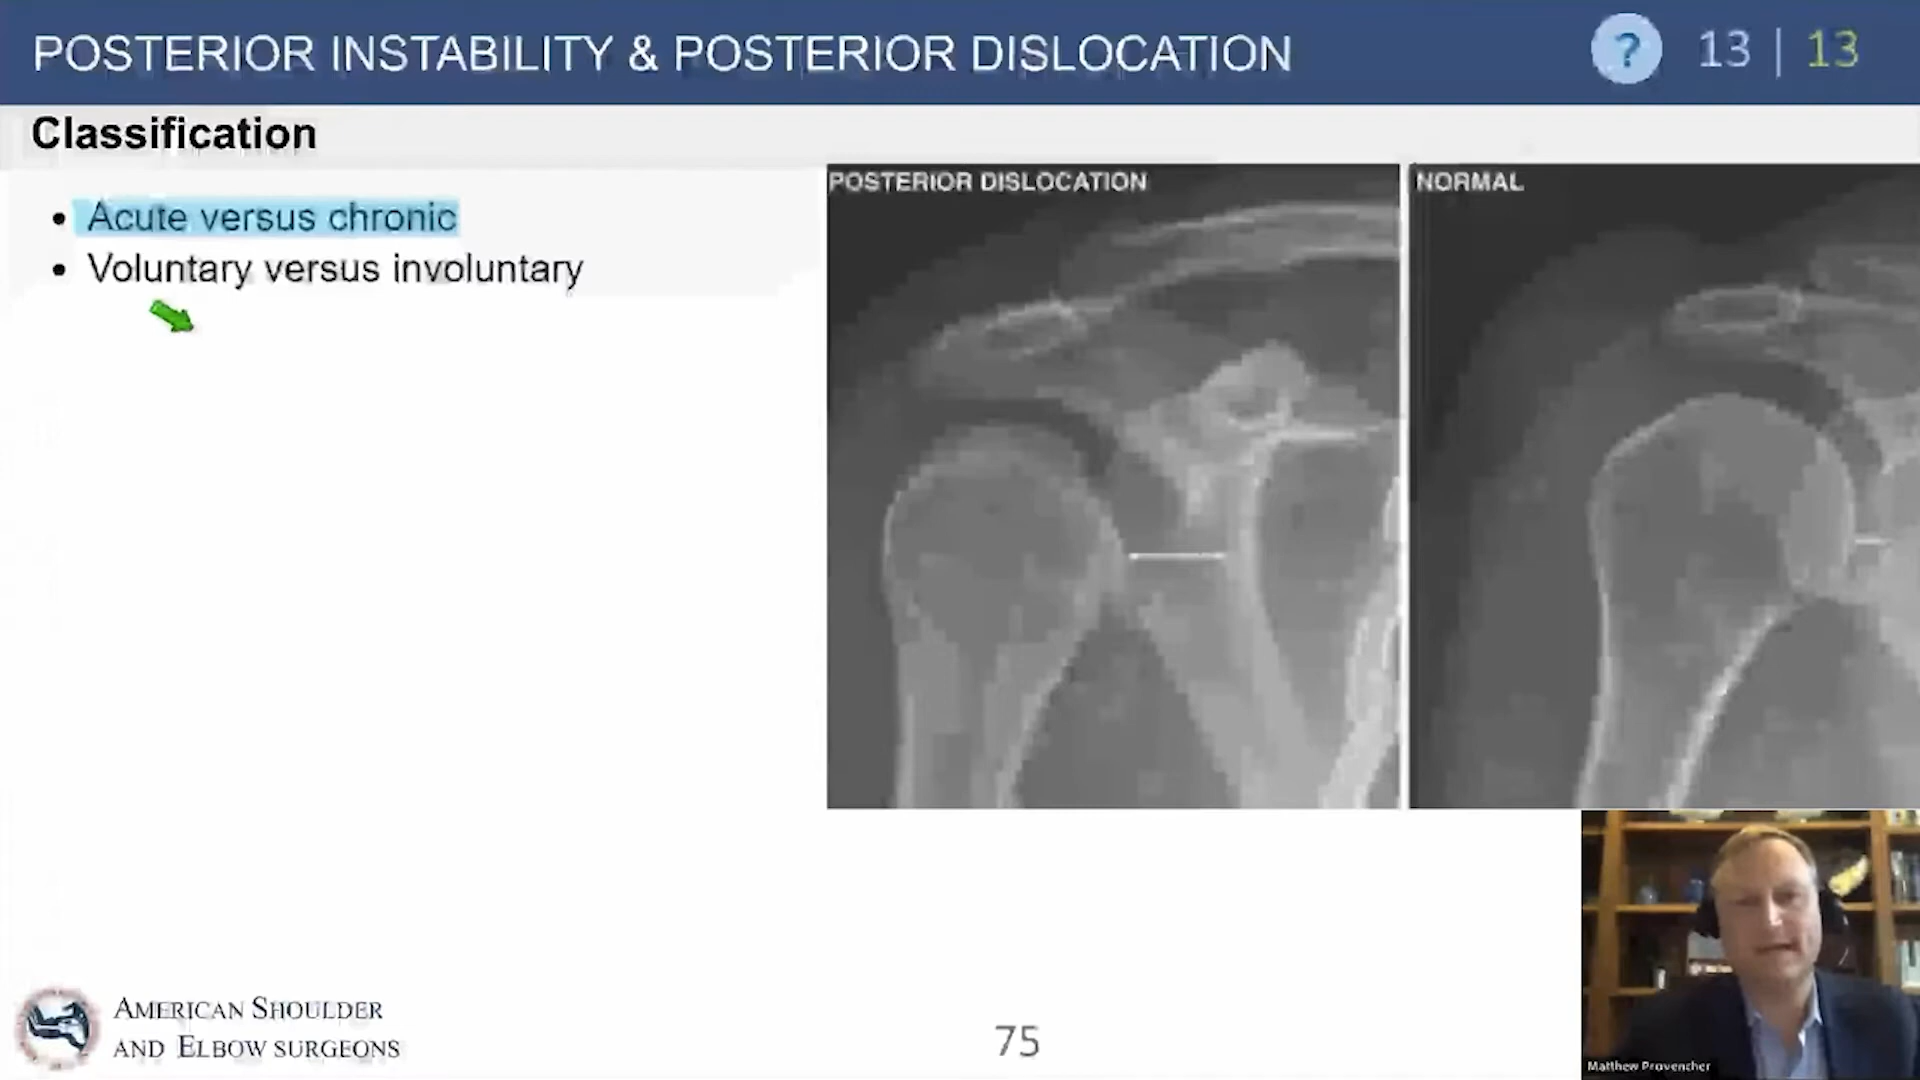 POSTERIOR INSTABILITY & POSTERIOR DISLOCATION
? 13 | 13
Classification
• Acute versus chronic
• Voluntary versus involuntary
POSTERIOR DISLOCATION
NORMAL
AMERICAN SHOULDER
AND ELBOW SURGEONS
75
Matthew Provencher